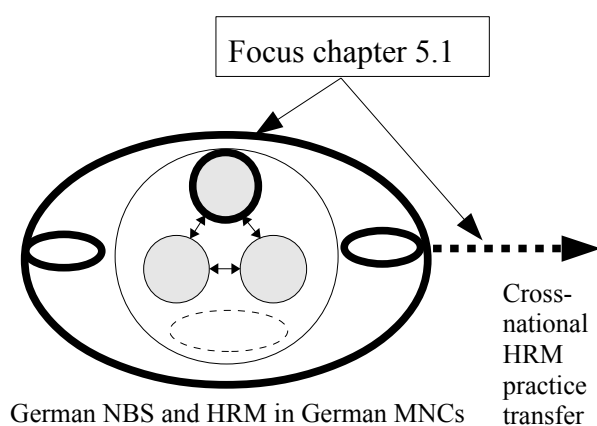 Focus chapter 5.1
Cross-
national
HRM
practice
transfer
German NBS and HRM in German MNCs